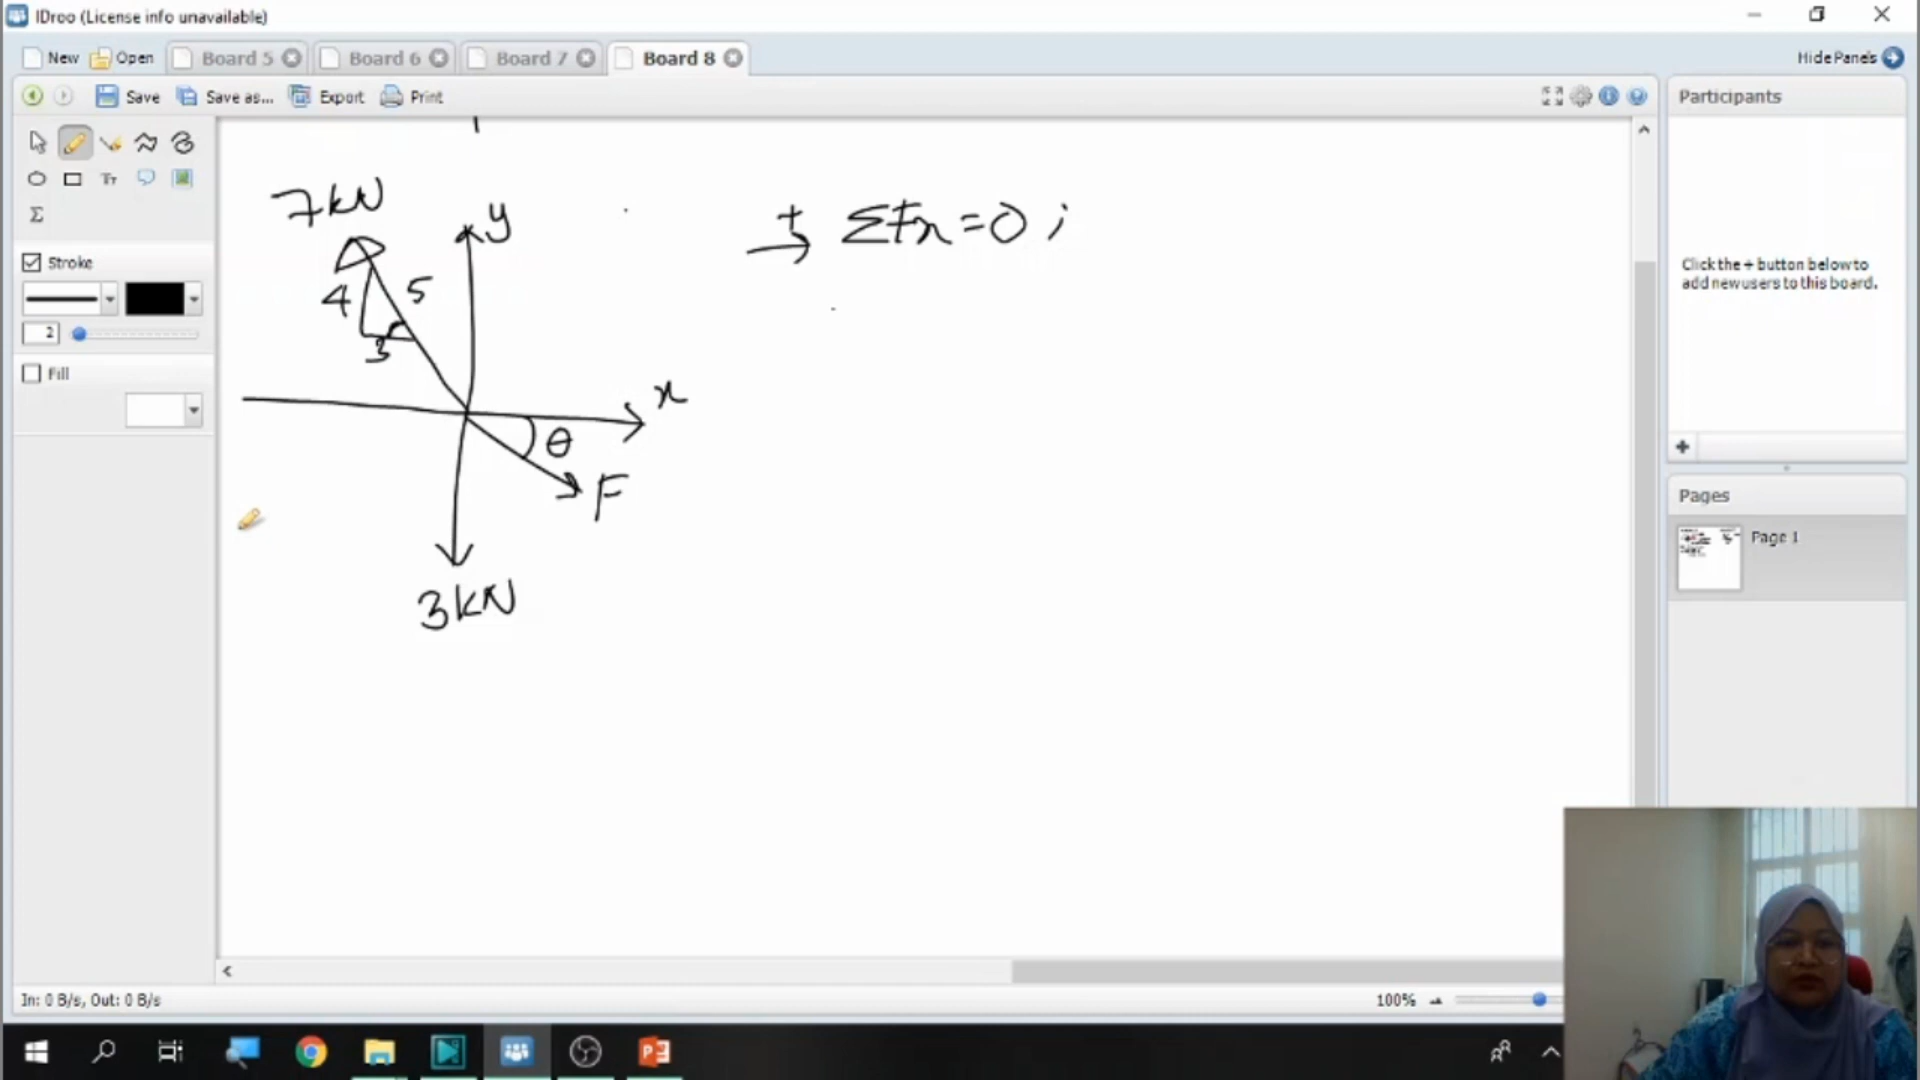 IDroo (License info unavailable)
New
Open
Board 5
Board 6
Board 7
Board 8
Hide Panels
Save
Save as...
Export
Print
Participants
Click the + button below to
add new users to this board.
Stroke
2
Fill
7kN
y
4
5
3
x
θ
F
3kN
+ → ΣFx = 0 ;
Pages
Page 1
In: 0 B/s, Out: 0 B/s
100%